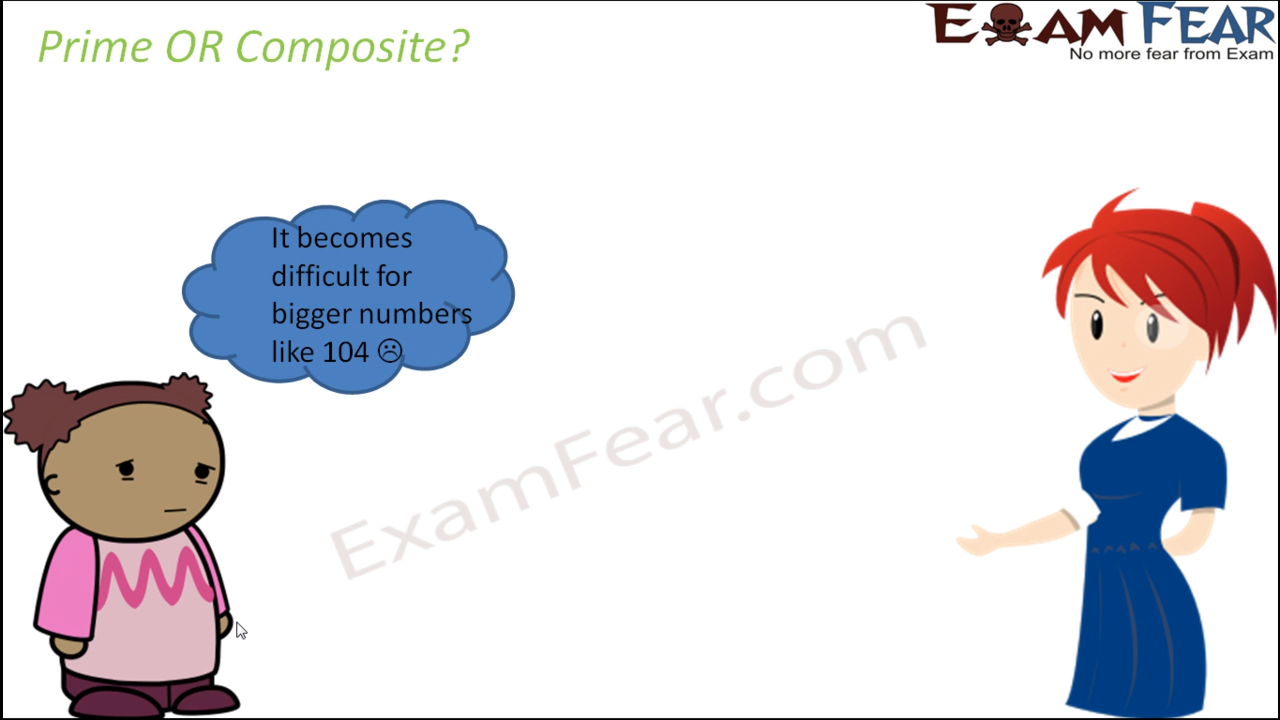 Prime OR Composite?
EXAM FEAR
No more fear from Exam
It becomes
difficult for
bigger numbers
like 104 ☹
ExamFear.com